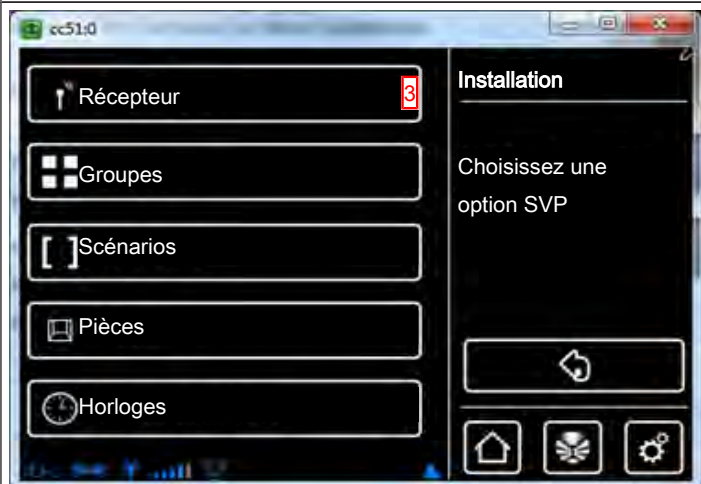 cc51:0
Récepteur
3
Groupes
Scénarios
Pièces
Horloges
Installation
Choisissez une
option SVP